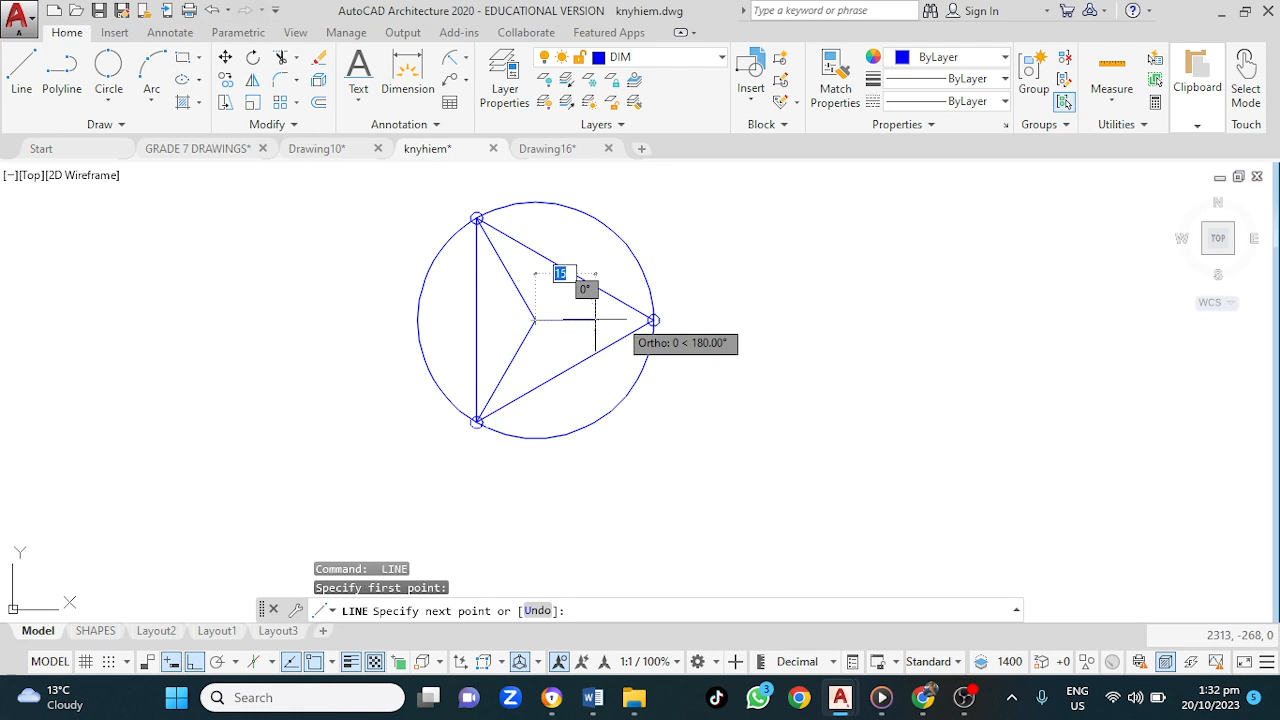 AutoCAD Architecture 2020 - EDUCATIONAL VERSION knyhiem.dwg
Type a keyword or phrase
Sign In
Home Insert Annotate Parametric View Manage Output Add-ins Collaborate Featured Apps
Line Polyline Circle Arc
Text Dimension
Layer Properties
DIM
Insert
Match Properties
ByLayer
ByLayer
ByLayer
Group
Measure
Clipboard
Select Mode
Draw Modify Annotation Layers Block Properties Groups Utilities Touch
Start GRADE 7 DRAWINGS* Drawing10* knyhiem* Drawing16*
[−][Top][2D Wireframe]
N
W TOP E
S
WCS
15
0°
Ortho: 0 < 180.00°
Y
X
Command: LINE
Specify first point:
LINE Specify next point or [Undo]:
Model SHAPES Layout2 Layout1 Layout3
2313, -268, 0
MODEL 1:1 / 100% Decimal Standard 1400 +0
13°C
Cloudy
Search
3
ENG
US
1:32 pm
20/10/2023
5